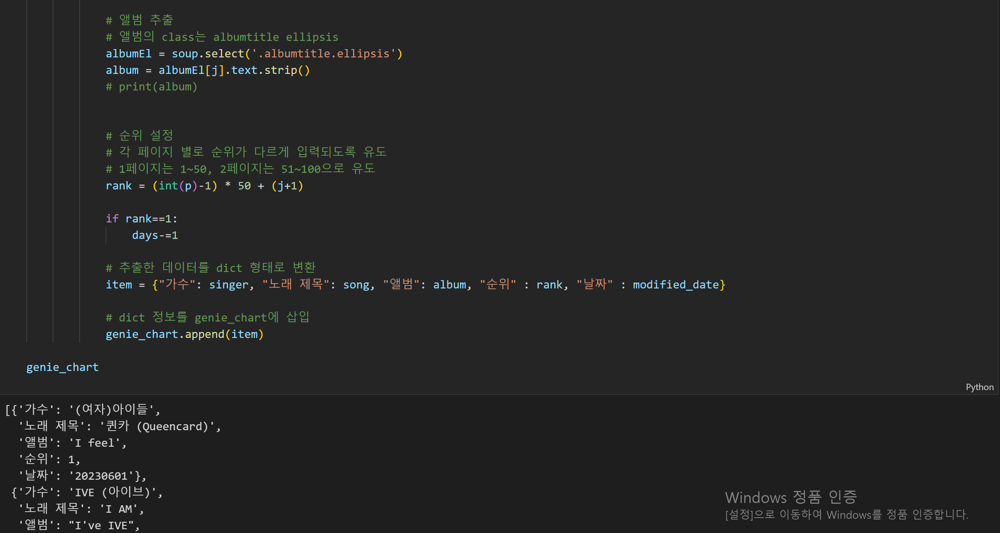 # 앨범 추출
# 앨범의 class는 albumtitle ellipsis
albumEl = soup.select('.albumtitle.ellipsis')
album = albumEl[j].text.strip()
# print(album)
# 순위 설정
# 각 페이지 별로 순위가 다르게 입력되도록 유도
# 1페이지는 1~50, 2페이지는 51~100으로 유도
rank = (int(p)-1) * 50 + (j+1)
if rank==1:
days-=1
# 추출한 데이터를 dict 형태로 변환
item = {"가수": singer, "노래 제목": song, "앨범": album, "순위" : rank, "날짜" : modified_date}
# dict 정보를 genie_chart에 삽입
genie_chart.append(item)
genie_chart
Python
[{'가수': '(여자)아이들',
'노래 제목': '퀸카 (Queencard)',
'앨범': 'I feel',
'순위': 1,
'날짜': '20230601'},
{'가수': 'IVE (아이브)',
'노래 제목': 'I AM',
'앨범': "I've IVE",
Windows 정품 인증
[설정]으로 이동하여 Windows를 정품 인증합니다.